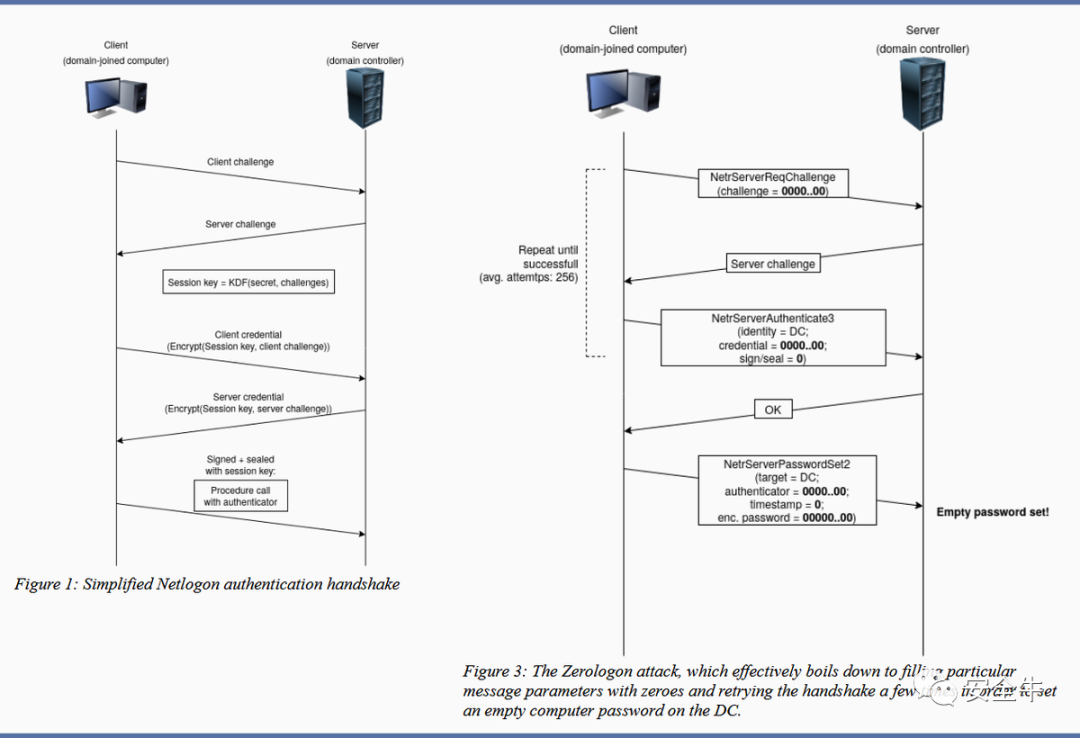 Client
(domain-joined computer)
Server
(domain controller)
Client challenge
Server challenge
Session key = KDF(secret, challenges)
Client credential
(Encrypt(Session key, client challenge))
Server credential
(Encrypt(Session key, server challenge))
Signed + sealed
with session key:
Procedure call
with authenticator
Figure 1: Simplified Netlogon authentication handshake
Client
(domain-joined computer)
Server
(domain controller)
NetrServerReqChallenge
(challenge = 0000..00)
Repeat until
successfull
(avg. attemtps: 256)
Server challenge
NetrServerAuthenticate3
(identity = DC;
credential = 0000..00;
sign/seal = 0)
OK
NetrServerPasswordSet2
(target = DC;
authenticator = 0000..00;
timestamp = 0;
enc. password = 00000..00)
Empty password set!
Figure 3: The Zerologon attack, which effectively boils down to filling particular
message parameters with zeroes and retrying the handshake a few in order to set
an empty computer password on the DC.
安全牛